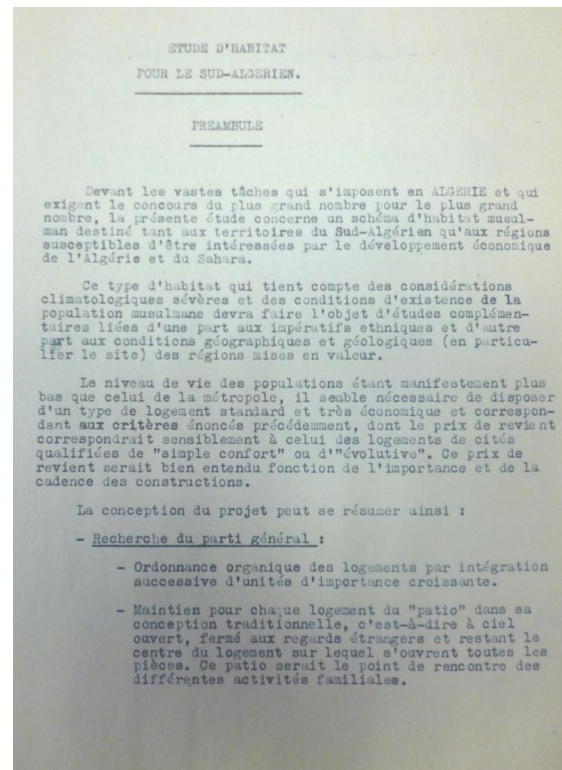 ETUDE D'HABITAT
POUR LE SUD-ALGERIEN.
PREAMBULE
Devant les vastes tâches qui s'imposent en ALGERIE et qui
exigent le concours du plus grand nombre pour le plus grand
nombre, la présente étude concerne un schéma d'habitat musul-
man destiné tant aux territoires du Sud-Algérien qu'aux régions
susceptibles d'être intéressées par le développement économique
de l'Algérie et du Sahara.
Ce type d'habitat qui tient compte des considérations
climatologiques sévères et des conditions d'existence de la
population musulmane devra faire l'objet d'études complémen-
taires liées d'une part aux impératifs ethniques et d'autre
part aux conditions géographiques et géologiques (en particu-
lier le site) des régions mises en valeur.
Le niveau de vie des populations étant manifestement plus
bas que celui de la métropole, il semble nécessaire de disposer
d'un type de logement standard et très économique et correspon-
dant aux critères énoncés précédemment, dont le prix de revient
correspondrait sensiblement à celui des logements de cités
qualifiées de "simple confort" ou d'"évolutive". Ce prix de
revient serait bien entendu fonction de l'importance et de la
cadence des constructions.
La conception du projet peut se résumer ainsi :
- Recherche du parti général :
- Ordonnance organique des logements par intégration
successive d'unités d'importance croissante.
- Maintien pour chaque logement du "patio" dans sa
conception traditionnelle, c'est-à-dire à ciel
ouvert, fermé aux regards étrangers et restant le
centre du logement sur lequel s'ouvrent toutes les
pièces. Ce patio serait le point de rencontre des
différentes activités familiales.